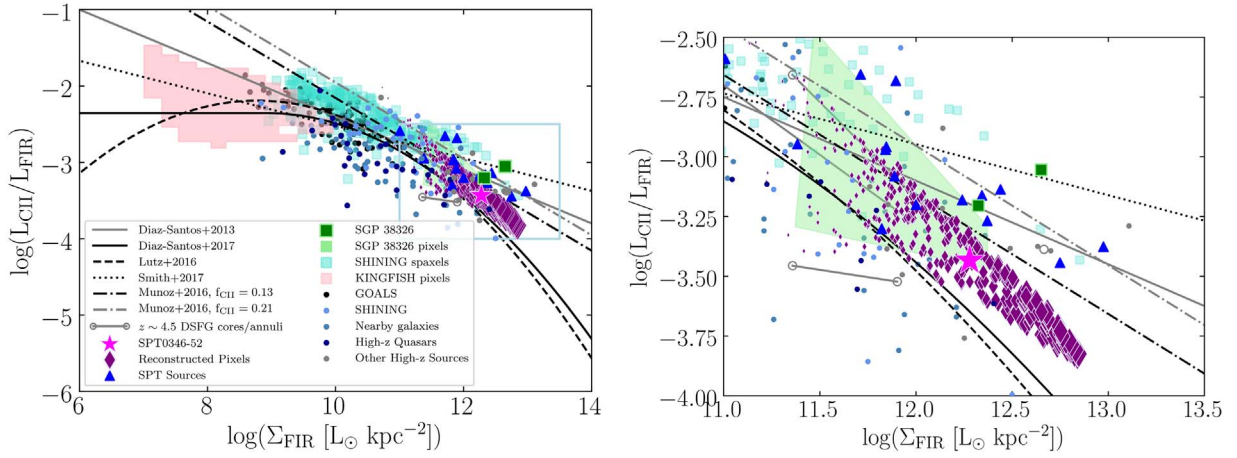 −1
−2
−3
−4
−5
−6
6
8
10
12
14
log(L_CII/L_FIR)
log(Σ_FIR [L_⊙ kpc⁻²])
Diaz-Santos+2013
Diaz-Santos+2017
Lutz+2016
Smith+2017
Munoz+2016, f_CII = 0.13
Munoz+2016, f_CII = 0.21
z ∼ 4.5 DSFG cores/annuli
SPT0346-52
Reconstructed Pixels
SPT Sources
SGP 38326
SGP 38326 pixels
SHINING spaxels
KINGFISH pixels
GOALS
SHINING
Nearby galaxies
High-z Quasars
Other High-z Sources
−2.50
−2.75
−3.00
−3.25
−3.50
−3.75
−4.00
11.0
11.5
12.0
12.5
13.0
13.5
log(L_CII/L_FIR)
log(Σ_FIR [L_⊙ kpc⁻²])